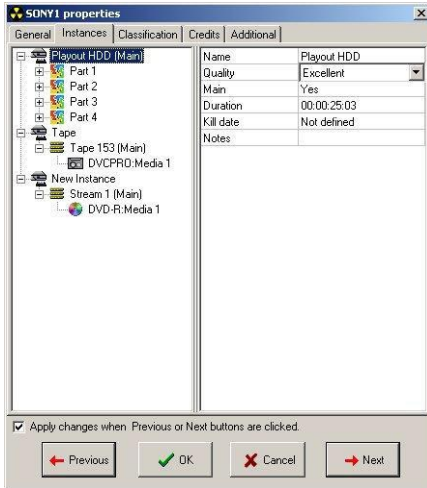 SONY1 properties
General Instances Classification Credits Additional
Playout HDD (Main)
Part 1
Part 2
Part 3
Part 4
Tape
Tape 153 (Main)
DVCPRO:Media 1
New Instance
Stream 1 (Main)
DVD-R:Media 1
Name Playout HDD
Quality Excellent
Main Yes
Duration 00:00:25:03
Kill date Not defined
Notes
Apply changes when Previous or Next buttons are clicked.
Previous OK Cancel Next